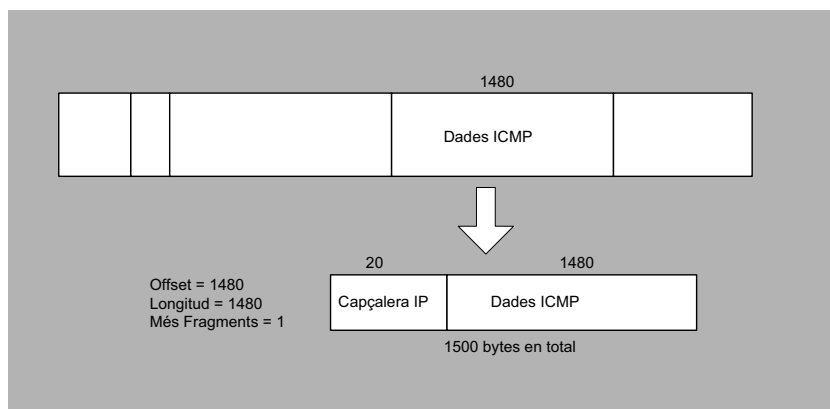 1480
Dades ICMP
20
1480
Offset = 1480
Longitud = 1480
Més Fragments = 1
Capçalera IP
Dades ICMP
1500 bytes en total